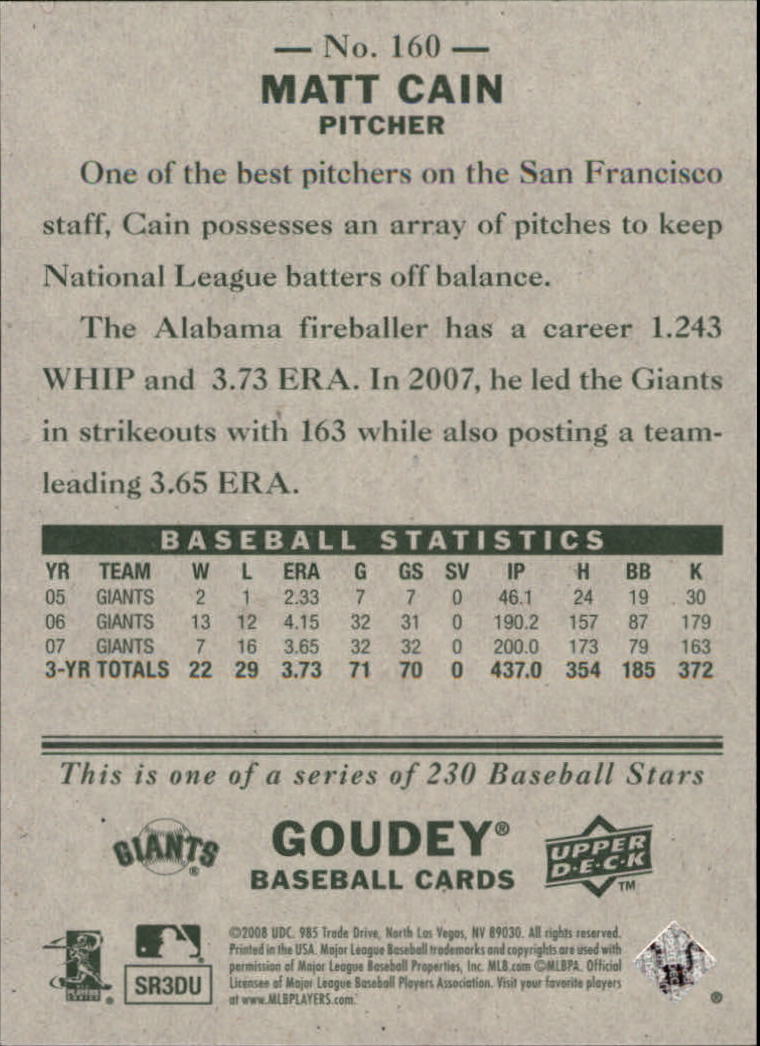 — No. 160 —
MATT CAIN
PITCHER
One of the best pitchers on the San Francisco
staff, Cain possesses an array of pitches to keep
National League batters off balance.
The Alabama fireballer has a career 1.243
WHIP and 3.73 ERA. In 2007, he led the Giants
in strikeouts with 163 while also posting a team-
leading 3.65 ERA.
BASEBALL STATISTICS
YR TEAM W L ERA G GS SV IP H BB K
05 GIANTS 2 1 2.33 7 7 0 46.1 24 19 30
06 GIANTS 13 12 4.15 32 31 0 190.2 157 87 179
07 GIANTS 7 16 3.65 32 32 0 200.0 173 79 163
3-YR TOTALS 22 29 3.73 71 70 0 437.0 354 185 372
This is one of a series of 230 Baseball Stars
GIANTS®
GOUDEY®
BASEBALL CARDS
UPPER
D·E·C·K
TM
SR3DU
©2008 UDC. 985 Trade Drive, North Las Vegas, NV 89030. All rights reserved.
Printed in the USA. Major League Baseball trademarks and copyrights are used with
permission of Major League Baseball Properties, Inc. MLB.com ©MLBPA. Official
Licensee of Major League Baseball Players Association. Visit your favorite players
at www.MLBPLAYERS.com.
®